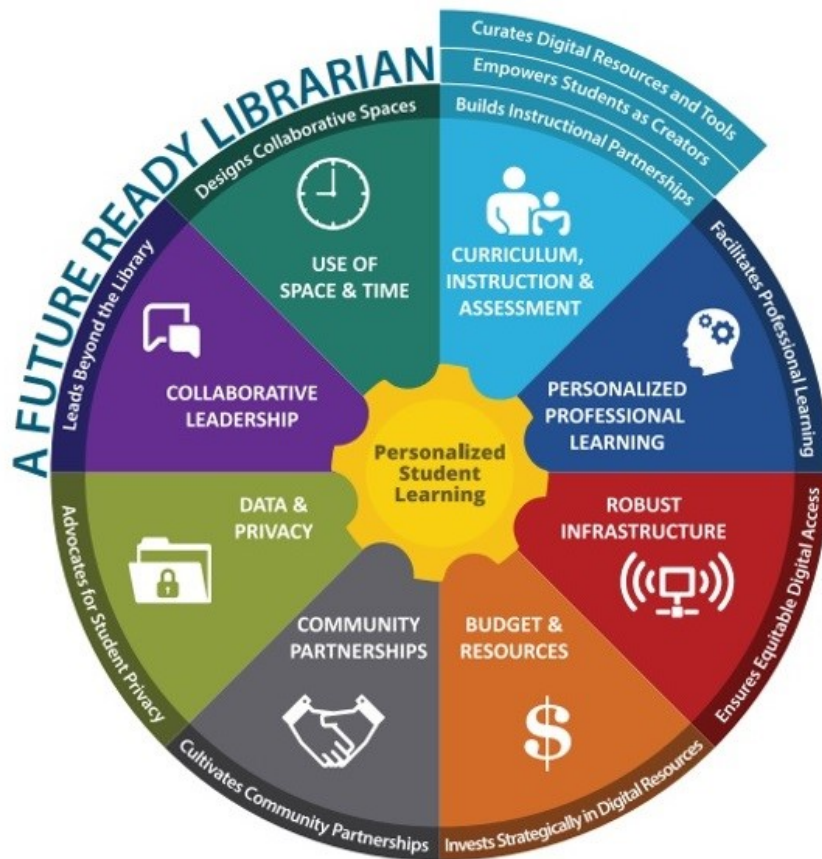 A FUTURE READY LIBRARIAN
Curates Digital Resources and Tools
Empowers Students as Creators
Builds Instructional Partnerships
CURRICULUM,
INSTRUCTION &
ASSESSMENT
Facilitates Professional Learning
PERSONALIZED
PROFESSIONAL
LEARNING
Ensures Equitable Digital Access
ROBUST
INFRASTRUCTURE
Invests Strategically in Digital Resources
BUDGET &
RESOURCES
$
Cultivates Community Partnerships
COMMUNITY
PARTNERSHIPS
Advocates for Student Privacy
DATA &
PRIVACY
Leads Beyond the Library
COLLABORATIVE
LEADERSHIP
Designs Collaborative Spaces
USE OF
SPACE & TIME
Personalized
Student
Learning